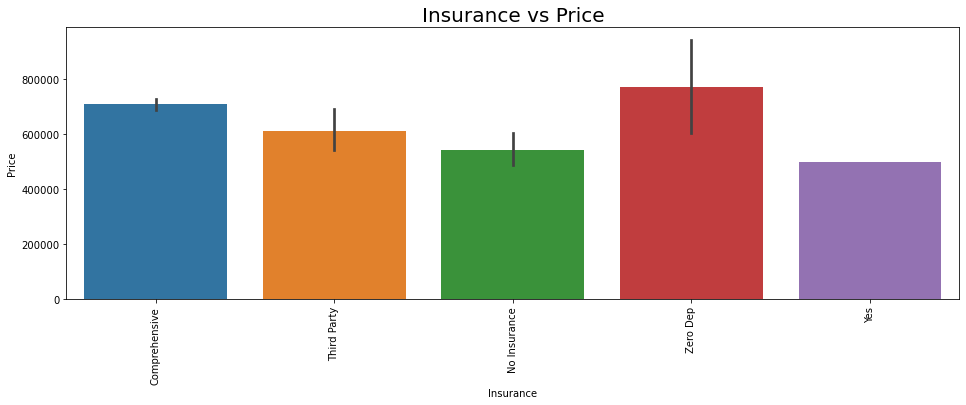 Insurance vs Price
Price
800000
600000
400000
200000
0
Comprehensive
Third Party
No Insurance
Zero Dep
Yes
Insurance